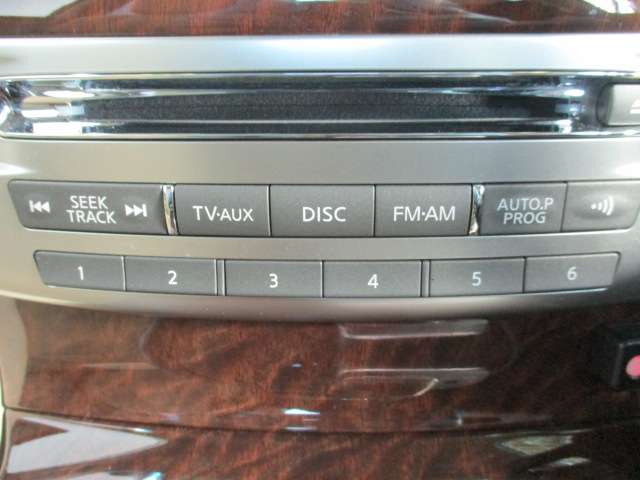 SEEK
TRACK
TV·AUX
DISC
FM·AM
AUTO.P
PROG
1 2 3 4 5 6